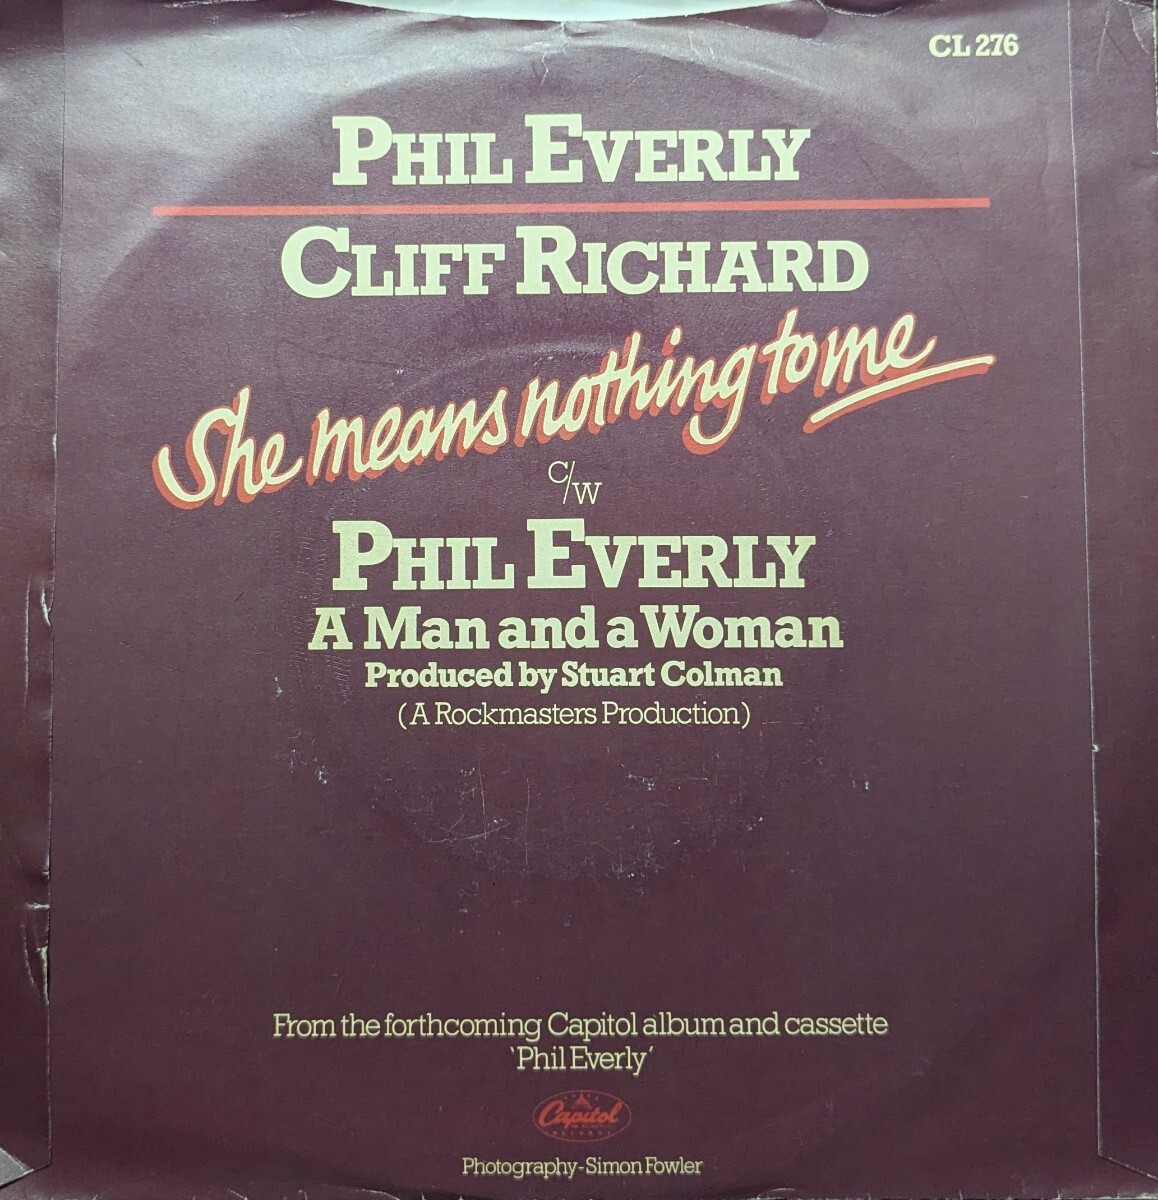 CL 276
PHIL EVERLY
CLIFF RICHARD
She means nothing to me
C/W
PHIL EVERLY
A Man and a Woman
Produced by Stuart Colman
(A Rockmasters Production)
From the forthcoming Capitol album and cassette
‛Phil Everly’
Capitol
RECORDS
Photography-Simon Fowler